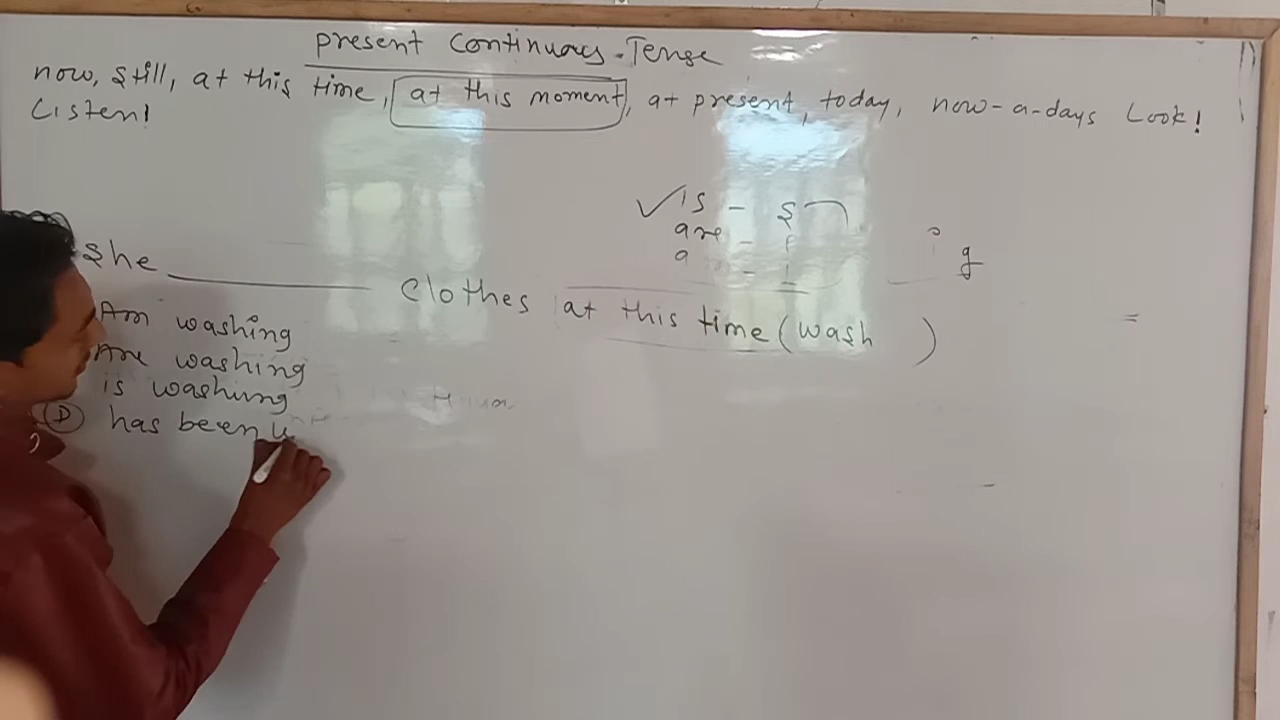 present Continuous Tense
now, still, at this time, at this moment, at present, today, now-a-days Look!
Listen!
✓ is - S
are -
a -
g
She ________ clothes at this time (wash )
Am washing
Are washing
is washing
D has been w